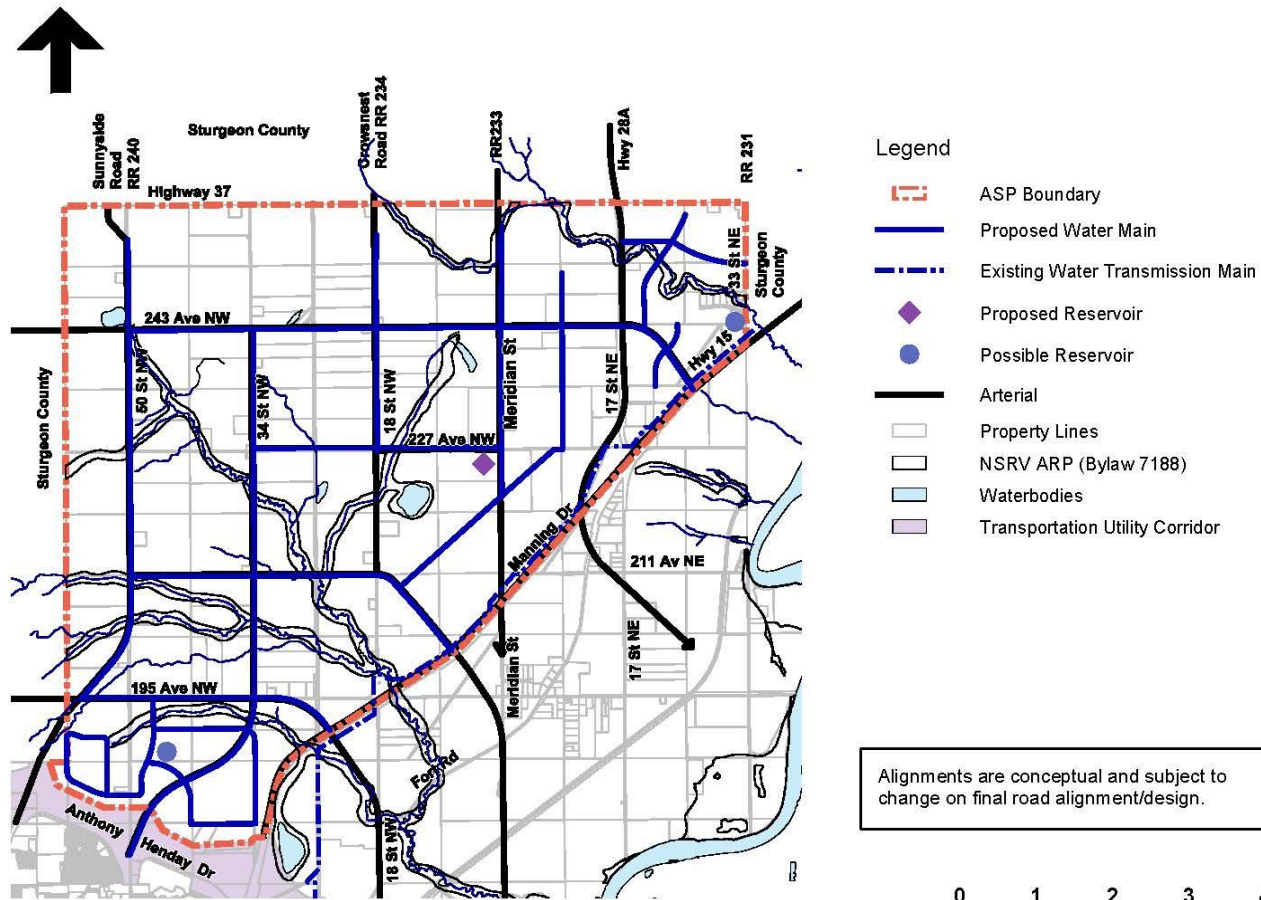 Sturgeon County
Sunnyside
Road
RR 240
Crowsnest
Road RR 234
RR233
Hwy 28A
RR 231
Highway 37
33 St NE
Sturgeon
County
243 Ave NW
Hwy 15
Sturgeon County
50 St NW
34 St NW
18 St NW
Meridian St
17 St NE
227 Ave NW
Manning Dr
211 Av NE
17 St NE
Meridian St
195 Ave NW
Fort Rd
Anthony
Henday Dr
18 St NW
Legend
ASP Boundary
Proposed Water Main
Existing Water Transmission Main
Proposed Reservoir
Possible Reservoir
Arterial
Property Lines
NSRV ARP (Bylaw 7188)
Waterbodies
Transportation Utility Corridor
Alignments are conceptual and subject to
change on final road alignment/design.
0 1 2 3